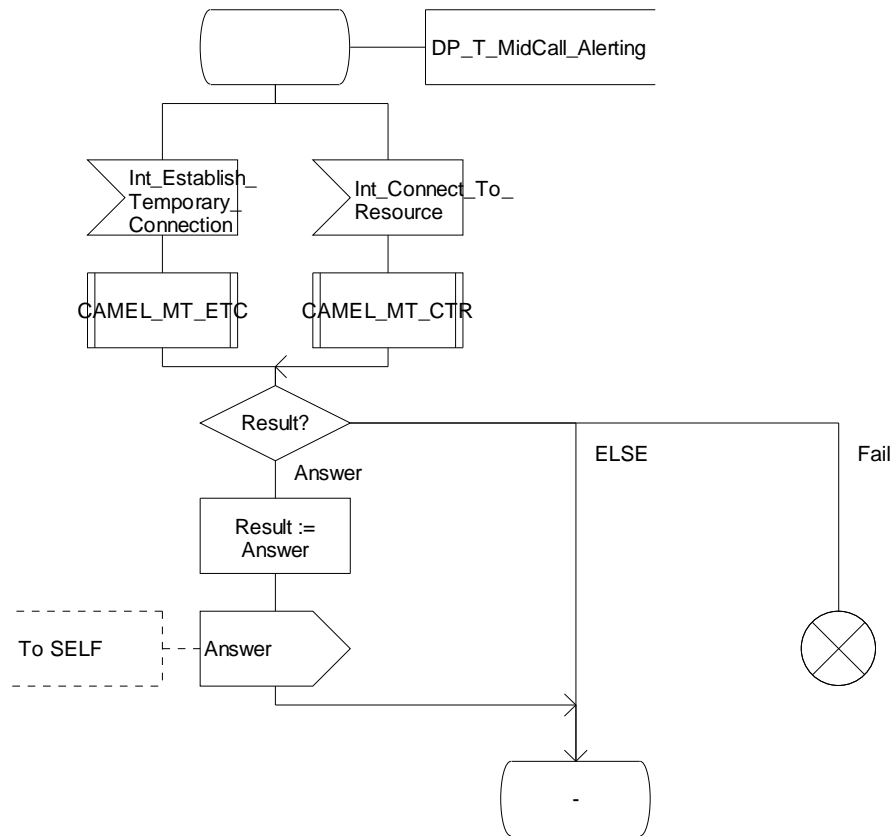 DP_T_MidCall_Alerting
Int_Establish_
Temporary_
Connection
Int_Connect_To_
Resource
CAMEL_MT_ETC
CAMEL_MT_CTR
Result?
ELSE
Fail
Answer
Result :=
Answer
To SELF
Answer
-